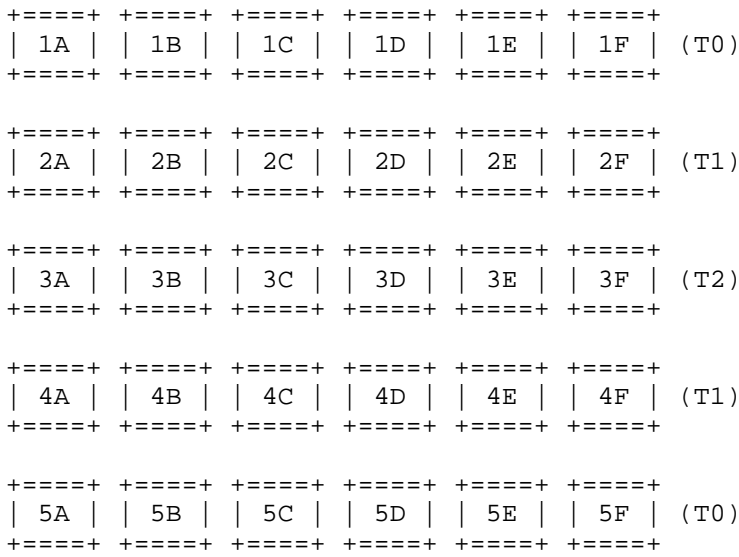 +====+ +====+ +====+ +====+ +====+ +====+
| 1A | | 1B | | 1C | | 1D | | 1E | | 1F | (T0)
+====+ +====+ +====+ +====+ +====+ +====+
+====+ +====+ +====+ +====+ +====+ +====+
| 2A | | 2B | | 2C | | 2D | | 2E | | 2F | (T1)
+====+ +====+ +====+ +====+ +====+ +====+
+====+ +====+ +====+ +====+ +====+ +====+
| 3A | | 3B | | 3C | | 3D | | 3E | | 3F | (T2)
+====+ +====+ +====+ +====+ +====+ +====+
+====+ +====+ +====+ +====+ +====+ +====+
| 4A | | 4B | | 4C | | 4D | | 4E | | 4F | (T1)
+====+ +====+ +====+ +====+ +====+ +====+
+====+ +====+ +====+ +====+ +====+ +====+
| 5A | | 5B | | 5C | | 5D | | 5E | | 5F | (T0)
+====+ +====+ +====+ +====+ +====+ +====+